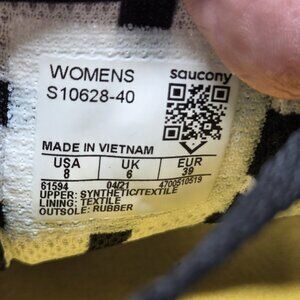 WOMENS saucony
S10628-40
MADE IN VIETNAM
USA UK EUR
8 6 39
61594 04/21 4700510519
UPPER: SYNTHETIC/TEXTILE
LINING: TEXTILE
OUTSOLE: RUBBER